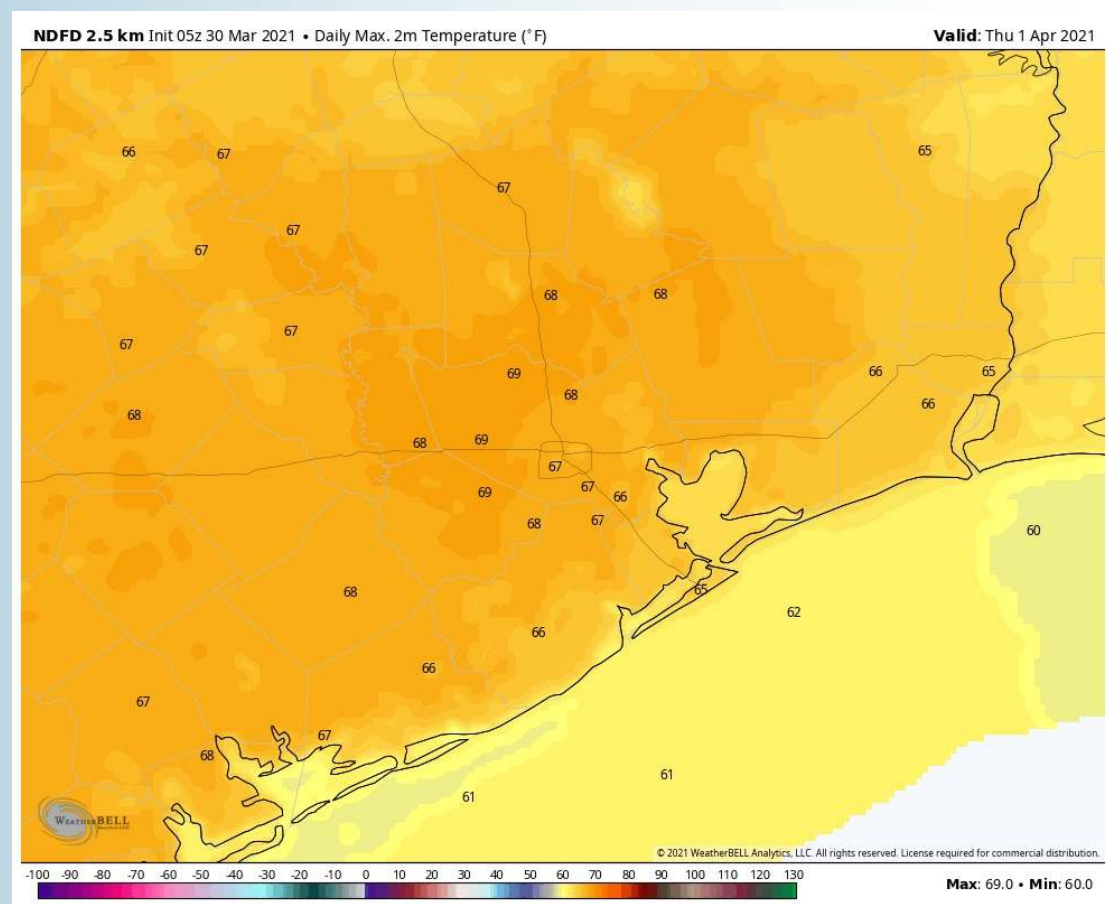 NDFD 2.5 km Init 05z 30 Mar 2021 • Daily Max. 2m Temperature (°F) Valid: Thu 1 Apr 2021
66 67 65
67
67
67
68 68
67
67
69 66 65
68 66
68
68 69
67
69 67 66
68 67
60
68 65
62
66
66
67
67
68
61
61
WEATHERBELL
© 2021 WeatherBELL Analytics, LLC. All rights reserved. License required for commercial distribution.
-100 -90 -80 -70 -60 -50 -40 -30 -20 -10 0 10 20 30 40 50 60 70 80 90 100 110 120 130
Max: 69.0 • Min: 60.0